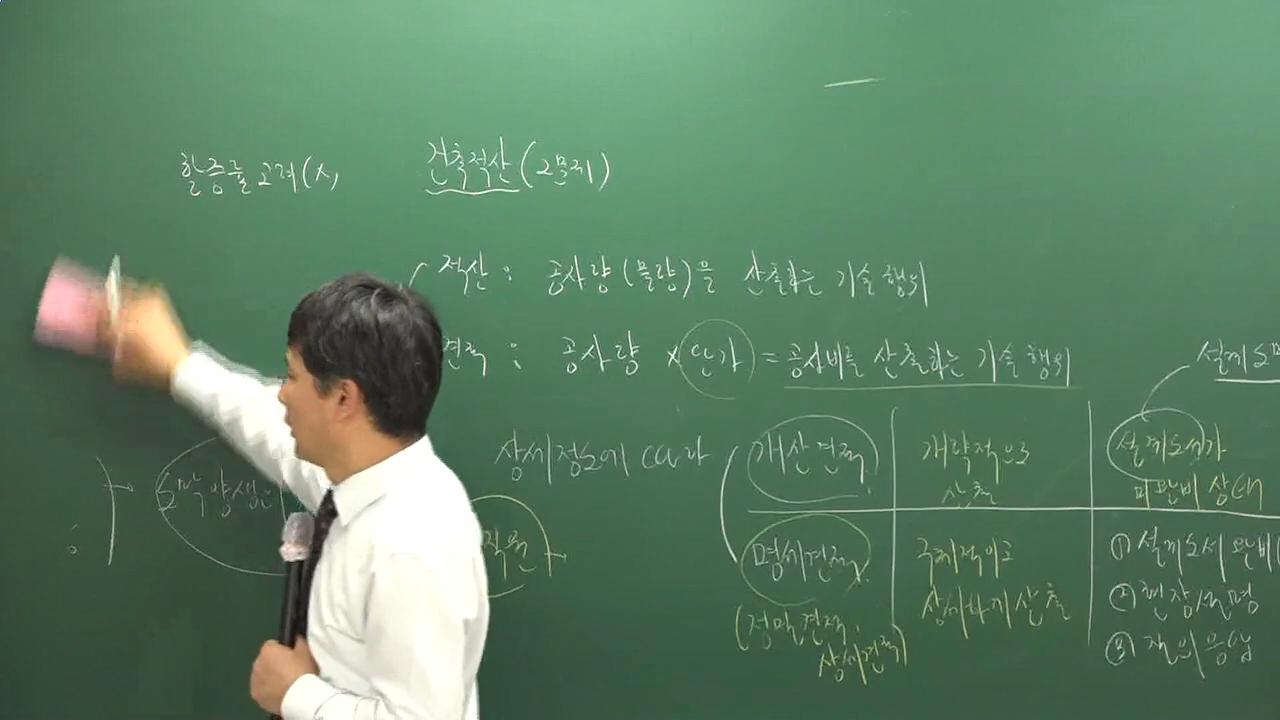 할증률 고려(x)
건축적산(2문제)
적산 : 공사량(물량)을 산출하는 기술행위
견적 : 공사량 x 단가 = 공사비를 산출하는 기술행위
설계도면
상세정도에 따라
개산견적 개략적으로 산출 설계도서가 미완비 상태
명세견적 구체적이고 상세하게 산출
(정밀견적, 상세견적)
① 설계도서 완비
② 현장설명
③ 질의응답